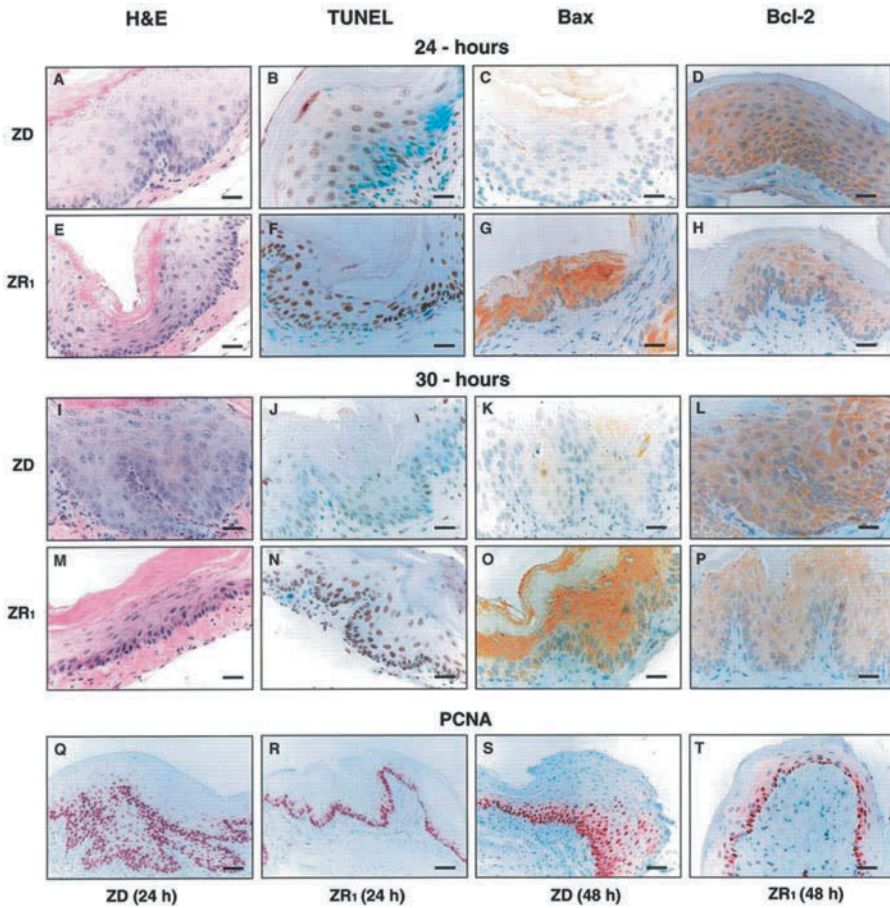 H&E TUNEL Bax Bcl-2
24 - hours
ZD A B C D
ZR1 E F G H
30 - hours
ZD I J K L
ZR1 M N O P
PCNA
Q R S T
ZD (24 h) ZR1 (24 h) ZD (48 h) ZR1 (48 h)